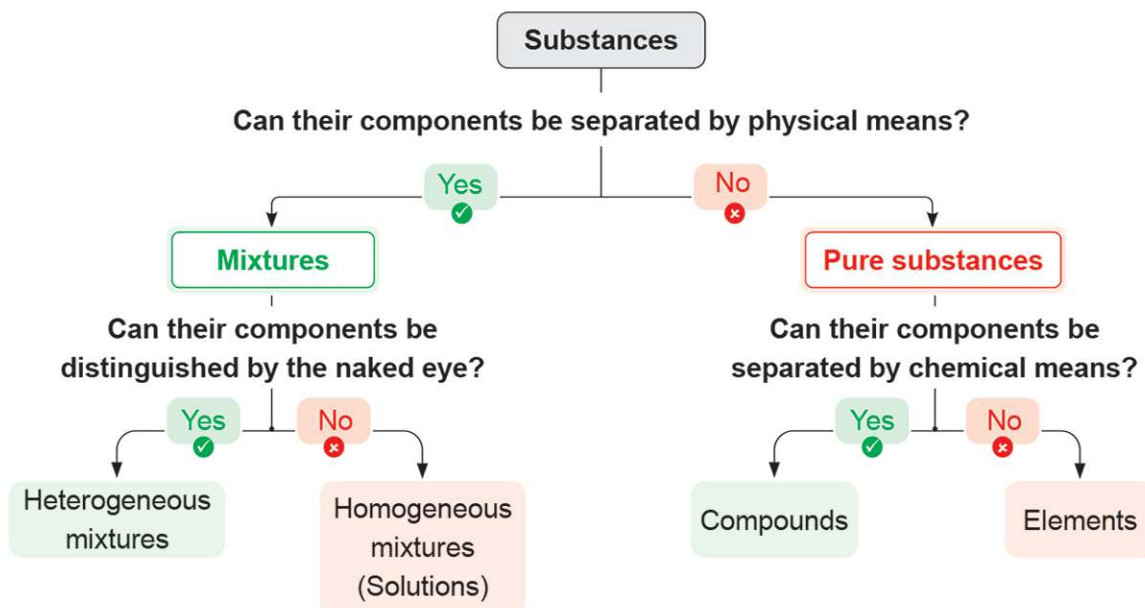 Substances
Can their components be separated by physical means?
Yes
No
Mixtures
Pure substances
Can their components be
distinguished by the naked eye?
Can their components be
separated by chemical means?
Yes
No
Yes
No
Heterogeneous
mixtures
Homogeneous
mixtures
(Solutions)
Compounds
Elements